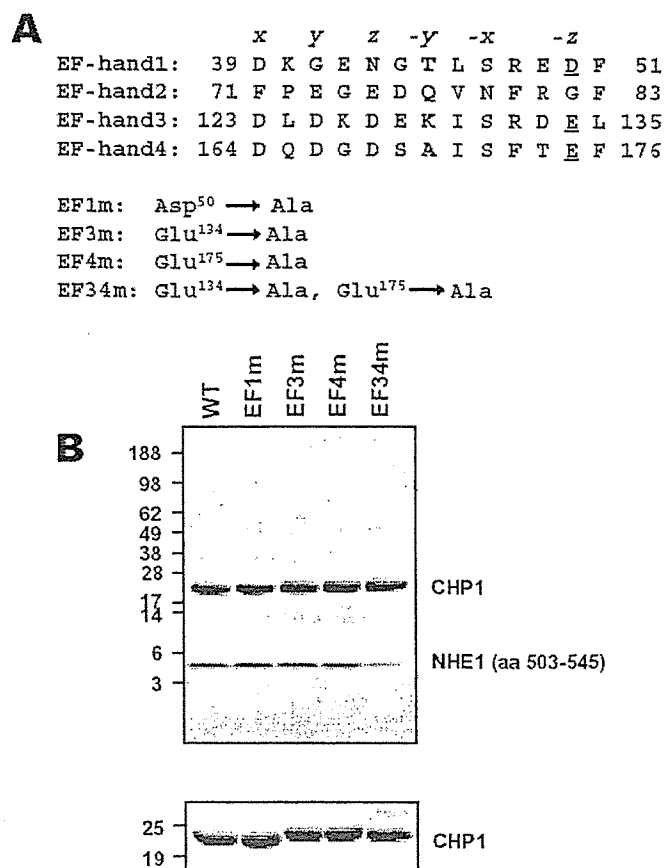 A
x y z -y -x -z
EF-hand1: 39 D K G E N G T L S R E D F 51
EF-hand2: 71 F P E G E D Q V N F R G F 83
EF-hand3: 123 D L D K D E K I S R D E L 135
EF-hand4: 164 D Q D G D S A I S F T E F 176
EF1m: Asp50 → Ala
EF3m: Glu134 → Ala
EF4m: Glu175 → Ala
EF34m: Glu134 → Ala, Glu175 → Ala
WT EF1m EF3m EF4m EF34m
B
188
98
62
49
38
28
CHP1
17
14
6
NHE1 (aa 503-545)
3
25
CHP1
19